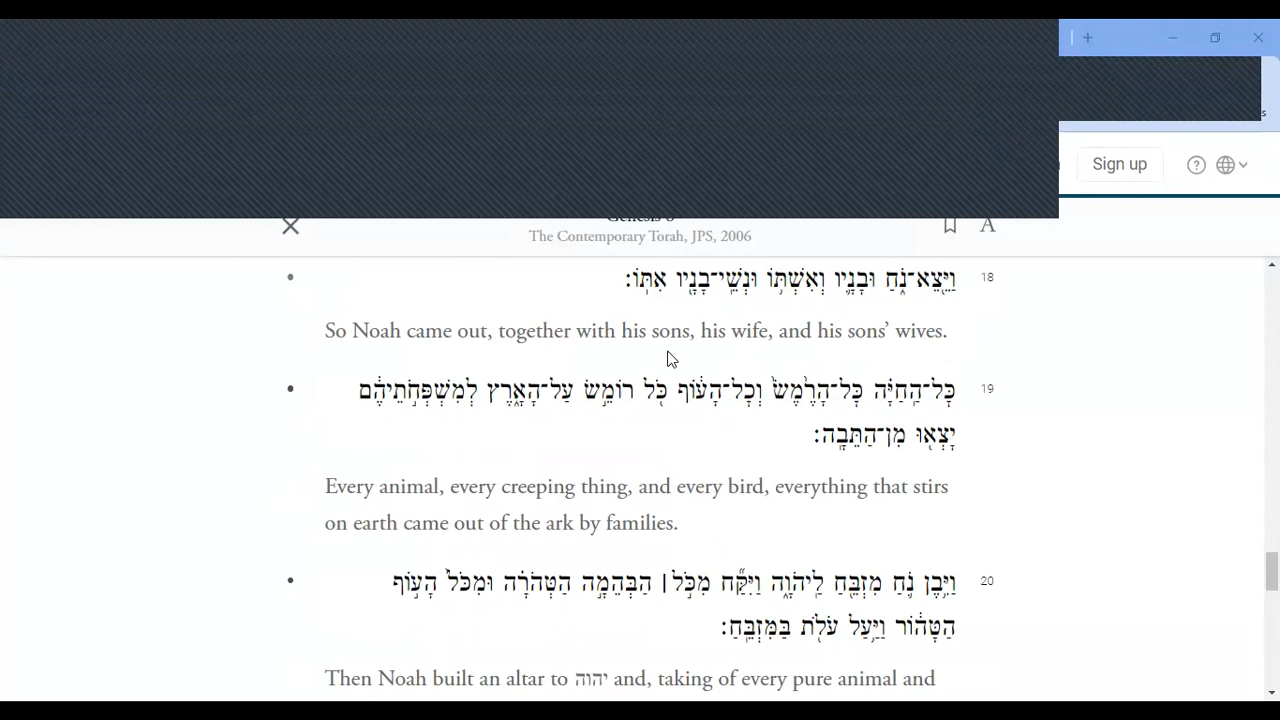 Sign up
The Contemporary Torah, JPS, 2006
A
18
וַיֵּ֖צֵא־נֹ֑חַ וּבָנָ֛יו וְאִשְׁתּ֥וֹ וּנְשֵֽׁי־בָנָ֖יו אִתּֽוֹ׃
So Noah came out, together with his sons, his wife, and his sons’ wives.
19
כׇּל־הַֽחַיָּ֗ה כׇּל־הָרֶ֙מֶשׂ֙ וְכׇל־הָע֔וֹף כֹּ֖ל רוֹמֵ֣שׂ עַל־הָאָ֑רֶץ לְמִשְׁפְּחֹ֣תֵיהֶ֔ם
יָצְא֖וּ מִן־הַתֵּבָֽה׃
Every animal, every creeping thing, and every bird, everything that stirs
on earth came out of the ark by families.
20
וַיִּ֥בֶן נֹ֛חַ מִזְבֵּ֖חַ לַֽיהֹוָ֑ה וַיִּקַּ֞ח מִכֹּ֣ל ׀ הַבְּהֵמָ֣ה הַטְּהֹרָ֗ה וּמִכֹּל֙ הָע֣וֹף
הַטָּה֔וֹר וַיַּ֥עַל עֹלֹ֖ת בַּמִּזְבֵּֽחַ׃
Then Noah built an altar to יהוה and, taking of every pure animal and